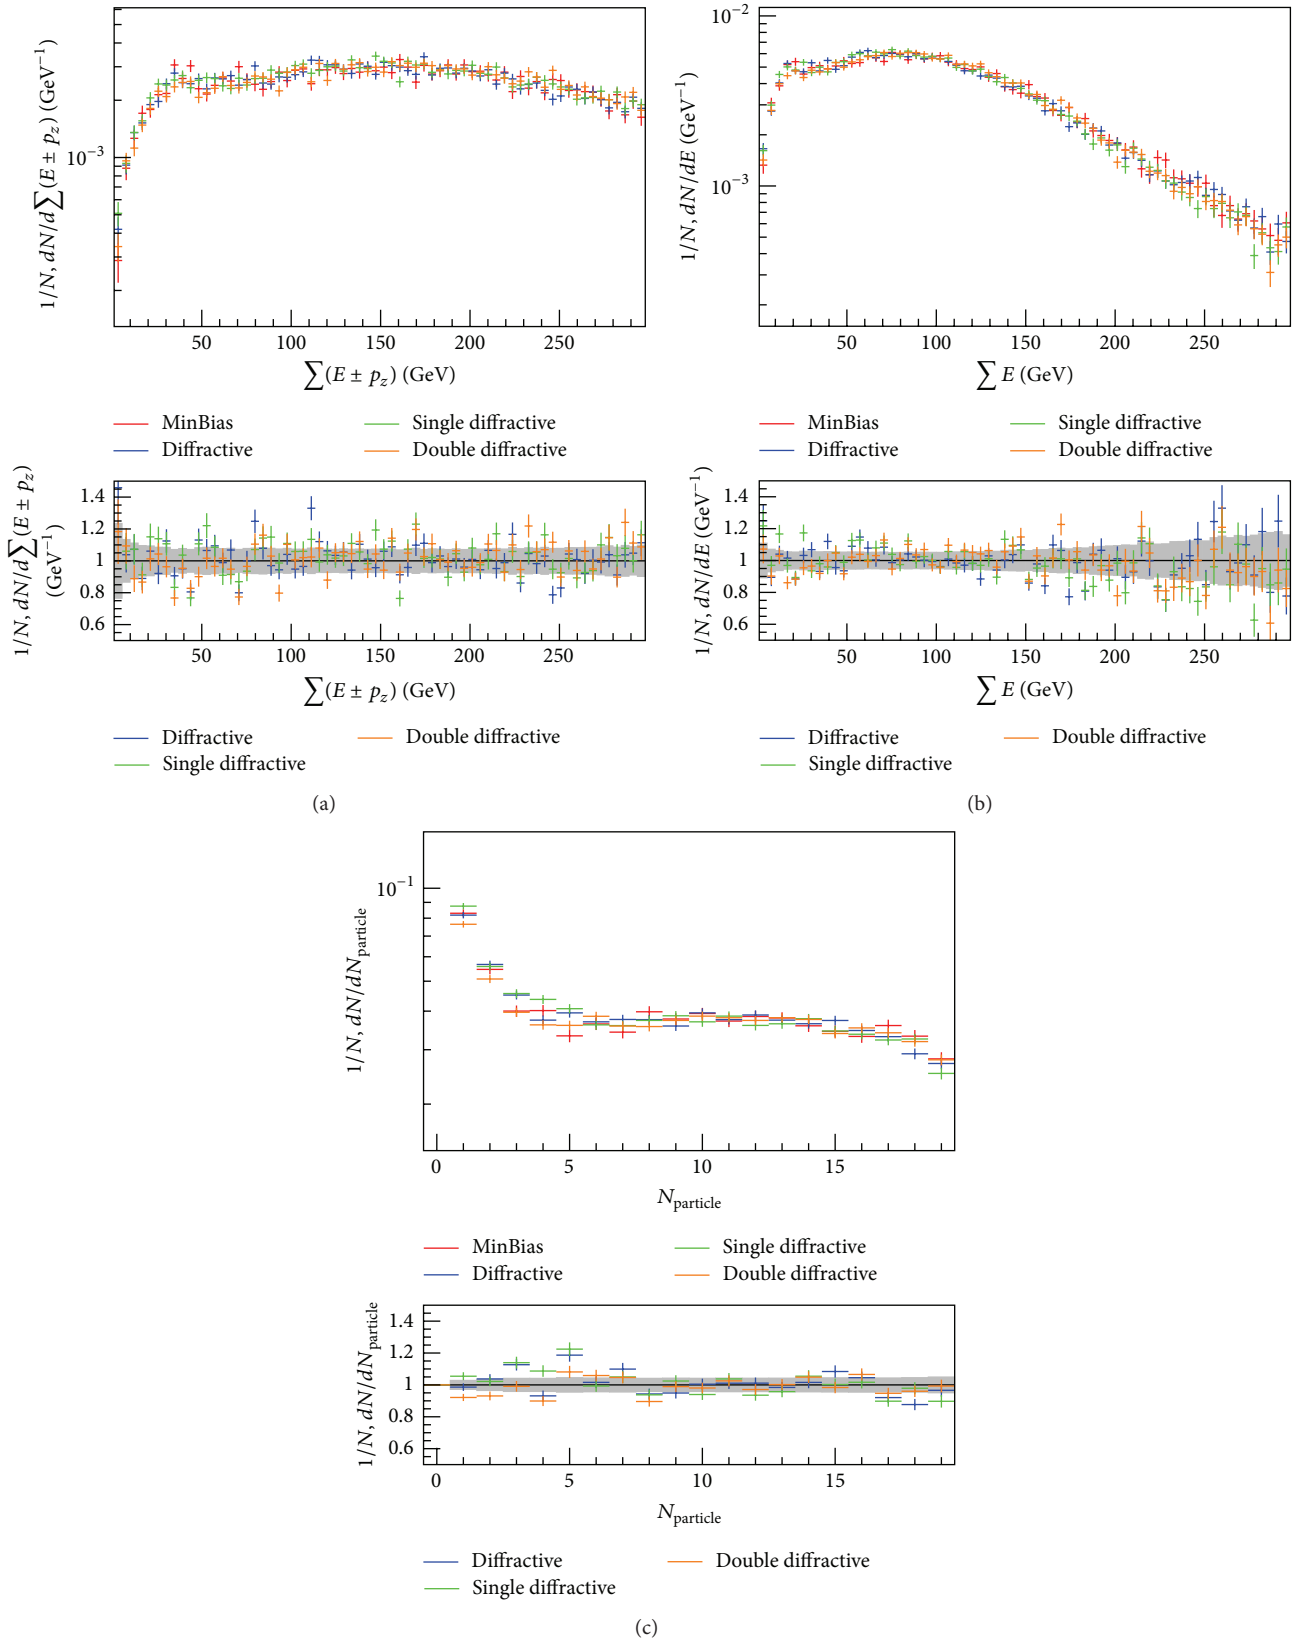 1/N, dN/d∑(E ± p_z) (GeV⁻¹)
10⁻³
50 100 150 200 250
∑(E ± p_z) (GeV)
MinBias Single diffractive
Diffractive Double diffractive
1/N, dN/d∑(E ± p_z)
(GeV⁻¹)
1.4
1.2
1
0.8
0.6
50 100 150 200 250
∑(E ± p_z) (GeV)
Diffractive Double diffractive
Single diffractive
(a)
1/N, dN/dE (GeV⁻¹)
10⁻²
10⁻³
50 100 150 200 250
∑ E (GeV)
MinBias Single diffractive
Diffractive Double diffractive
1/N, dN/dE (GeV⁻¹)
1.4
1.2
1
0.8
0.6
50 100 150 200 250
∑ E (GeV)
Diffractive Double diffractive
Single diffractive
(b)
1/N, dN/dN_particle
10⁻¹
0 5 10 15
N_particle
MinBias Single diffractive
Diffractive Double diffractive
1/N, dN/dN_particle
1.4
1.2
1
0.8
0.6
0 5 10 15
N_particle
Diffractive Double diffractive
Single diffractive
(c)